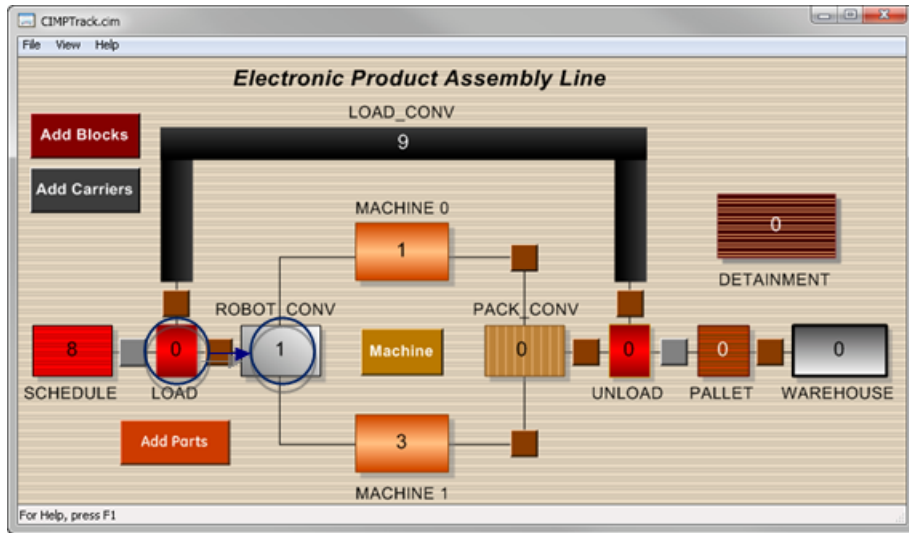 CIMPTrack.cim
File View Help
Electronic Product Assembly Line
LOAD_CONV
Add Blocks
9
Add Carriers
MACHINE 0
1
0
DETAINMENT
ROBOT_CONV
PACK_CONV
8
0
1
Machine
0
0
0
0
SCHEDULE
LOAD
UNLOAD
PALLET
WAREHOUSE
Add Parts
3
MACHINE 1
For Help, press F1